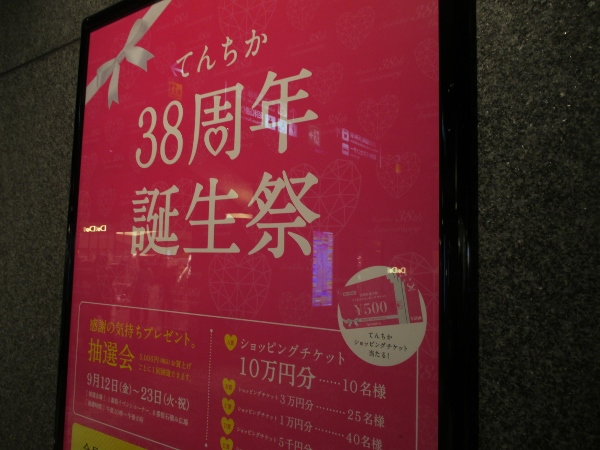 てんちか
38周年
誕生祭
¥500
てんちか
ショッピングチケット
当たる!
感謝の気持ちプレゼント。
抽選会
9月12日(金)～23日(火・祝)
ショッピングチケット
10万円分……10名様
ショッピングチケット 3万円分………25名様
ショッピングチケット 1万円分………40名様
ショッピングチケット 5千円分